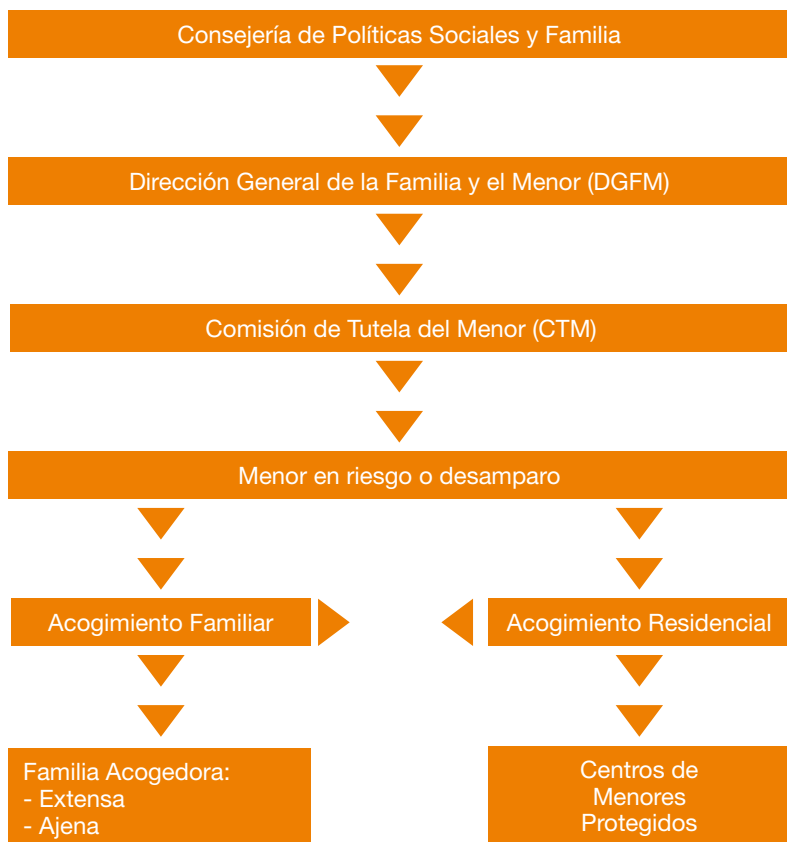 Consejería de Políticas Sociales y Familia
Dirección General de la Familia y el Menor (DGFM)
Comisión de Tutela del Menor (CTM)
Menor en riesgo o desamparo
Acogimiento Familiar
Acogimiento Residencial
Familia Acogedora:
- Extensa
- Ajena
Centros de
Menores
Protegidos